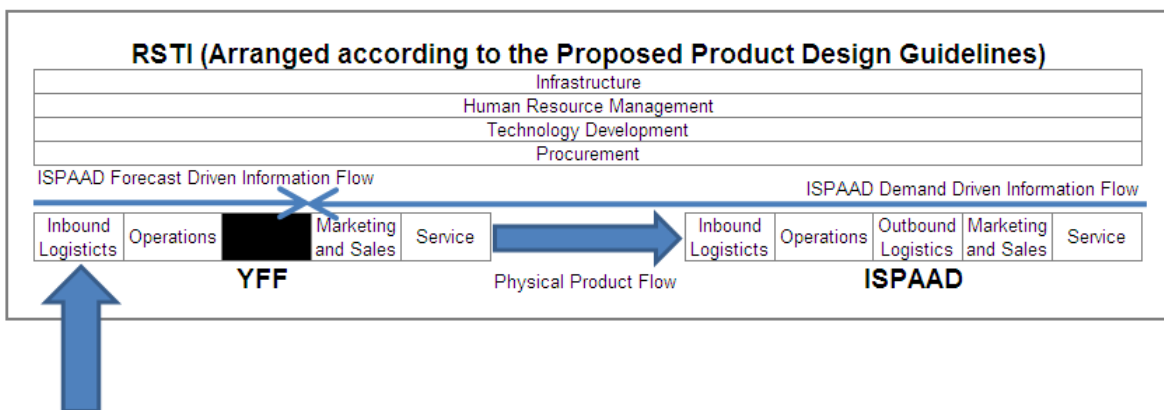 RSTI (Arranged according to the Proposed Product Design Guidelines)
Infrastructure
Human Resource Management
Technology Development
Procurement
ISPAAD Forecast Driven Information Flow
ISPAAD Demand Driven Information Flow
Inbound Logisticts
Operations
Marketing and Sales
Service
Inbound Logisticts
Operations
Outbound Logistics
Marketing and Sales
Service
YFF
Physical Product Flow
ISPAAD